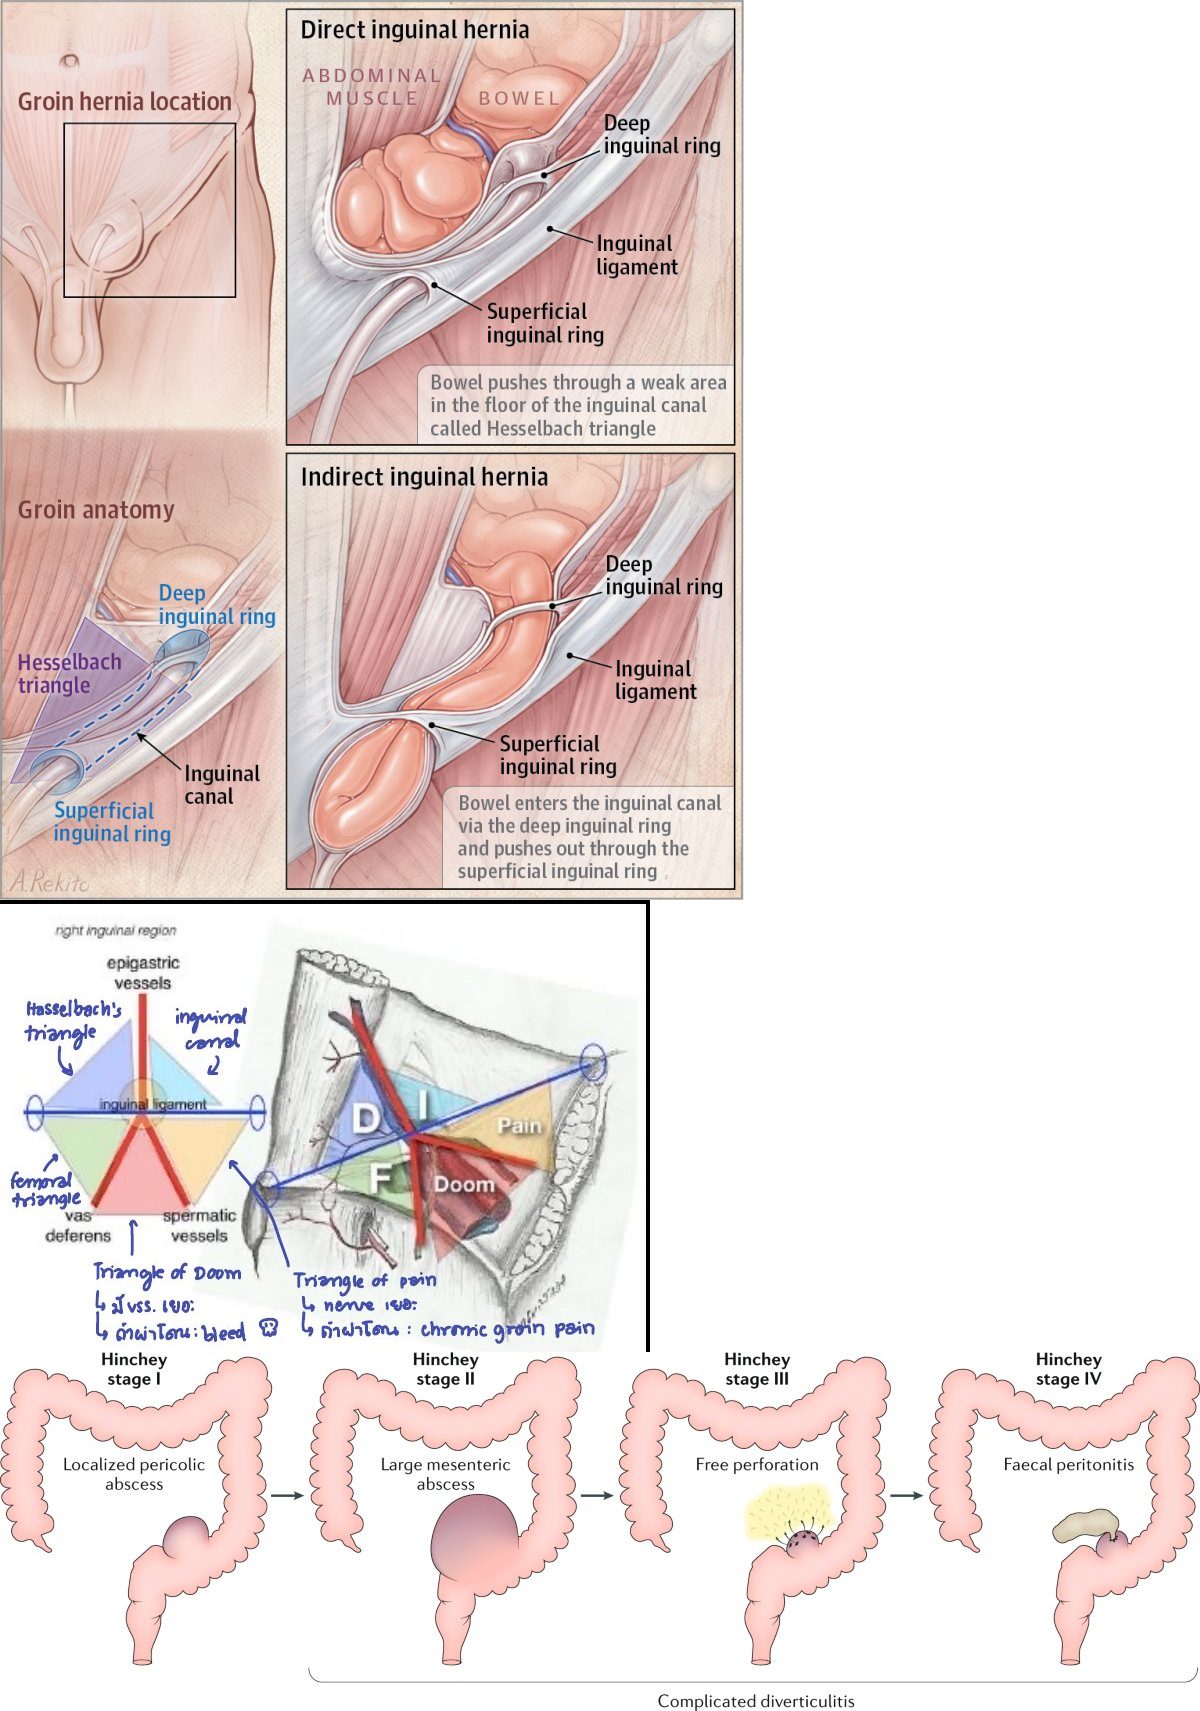 Groin hernia location
Direct inguinal hernia
ABDOMINAL
MUSCLE
BOWEL
Deep
inguinal ring
Inguinal
ligament
Superficial
inguinal ring
Bowel pushes through a weak area
in the floor of the inguinal canal
called Hesselbach triangle
Groin anatomy
Deep
inguinal ring
Hesselbach
triangle
Inguinal
canal
Superficial
inguinal ring
A.Rekito
Indirect inguinal hernia
Deep
inguinal ring
Inguinal
ligament
Superficial
inguinal ring
Bowel enters the inguinal canal
via the deep inguinal ring
and pushes out through the
superficial inguinal ring
right inguinal region
epigastric
vessels
Hasselbach's
triangle
inguinal
canal
inguinal ligament
femoral
triangle
vas
deferens
spermatic
vessels
D
I
Pain
F
Doom
Triangle of Doom
↳ มี vss. เยอะ
↳ ถ้าผ่าโดน : bleed
Triangle of pain
↳ nerve เยอะ
↳ ถ้าผ่าโดน : chronic groin pain
Hinchey
stage I
Localized pericolic
abscess
Hinchey
stage II
Large mesenteric
abscess
Hinchey
stage III
Free perforation
Hinchey
stage IV
Faecal peritonitis
Complicated diverticulitis